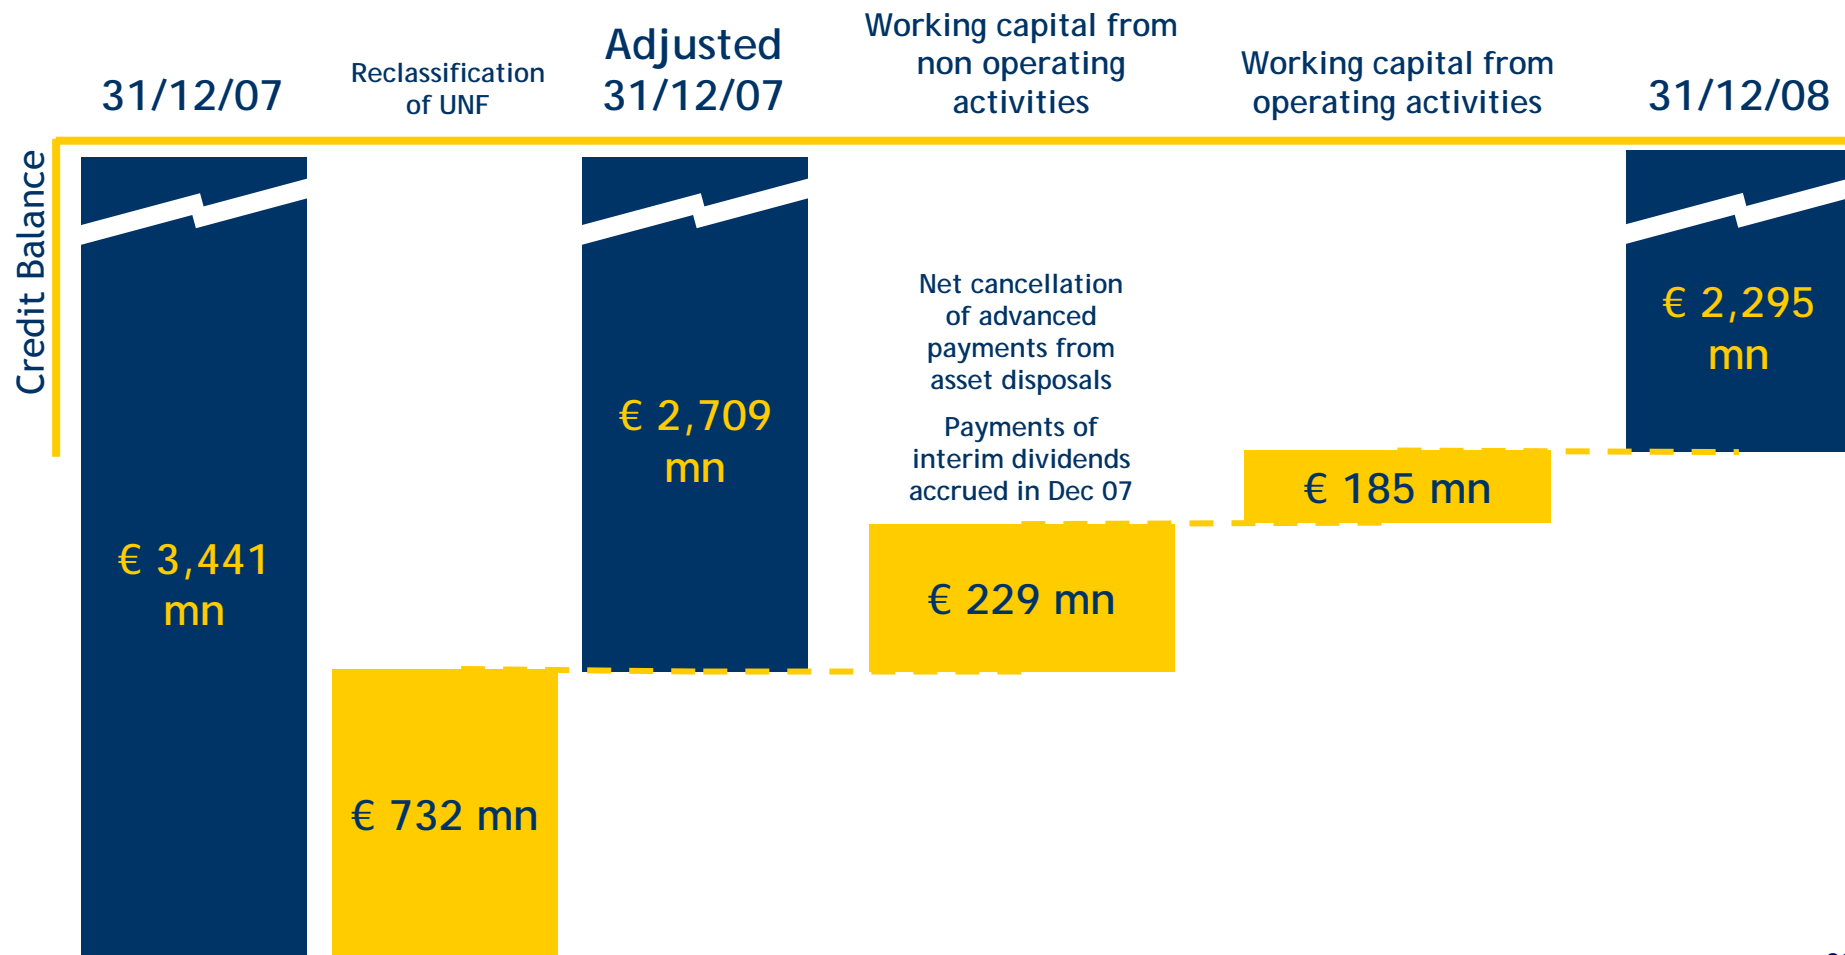 31/12/07
Reclassification
of UNF
Adjusted
31/12/07
Working capital from
non operating
activities
Working capital from
operating activities
31/12/08
Credit Balance
€ 3,441
mn
€ 732 mn
€ 2,709
mn
Net cancellation
of advanced
payments from
asset disposals
Payments of
interim dividends
accrued in Dec 07
€ 229 mn
€ 185 mn
€ 2,295
mn